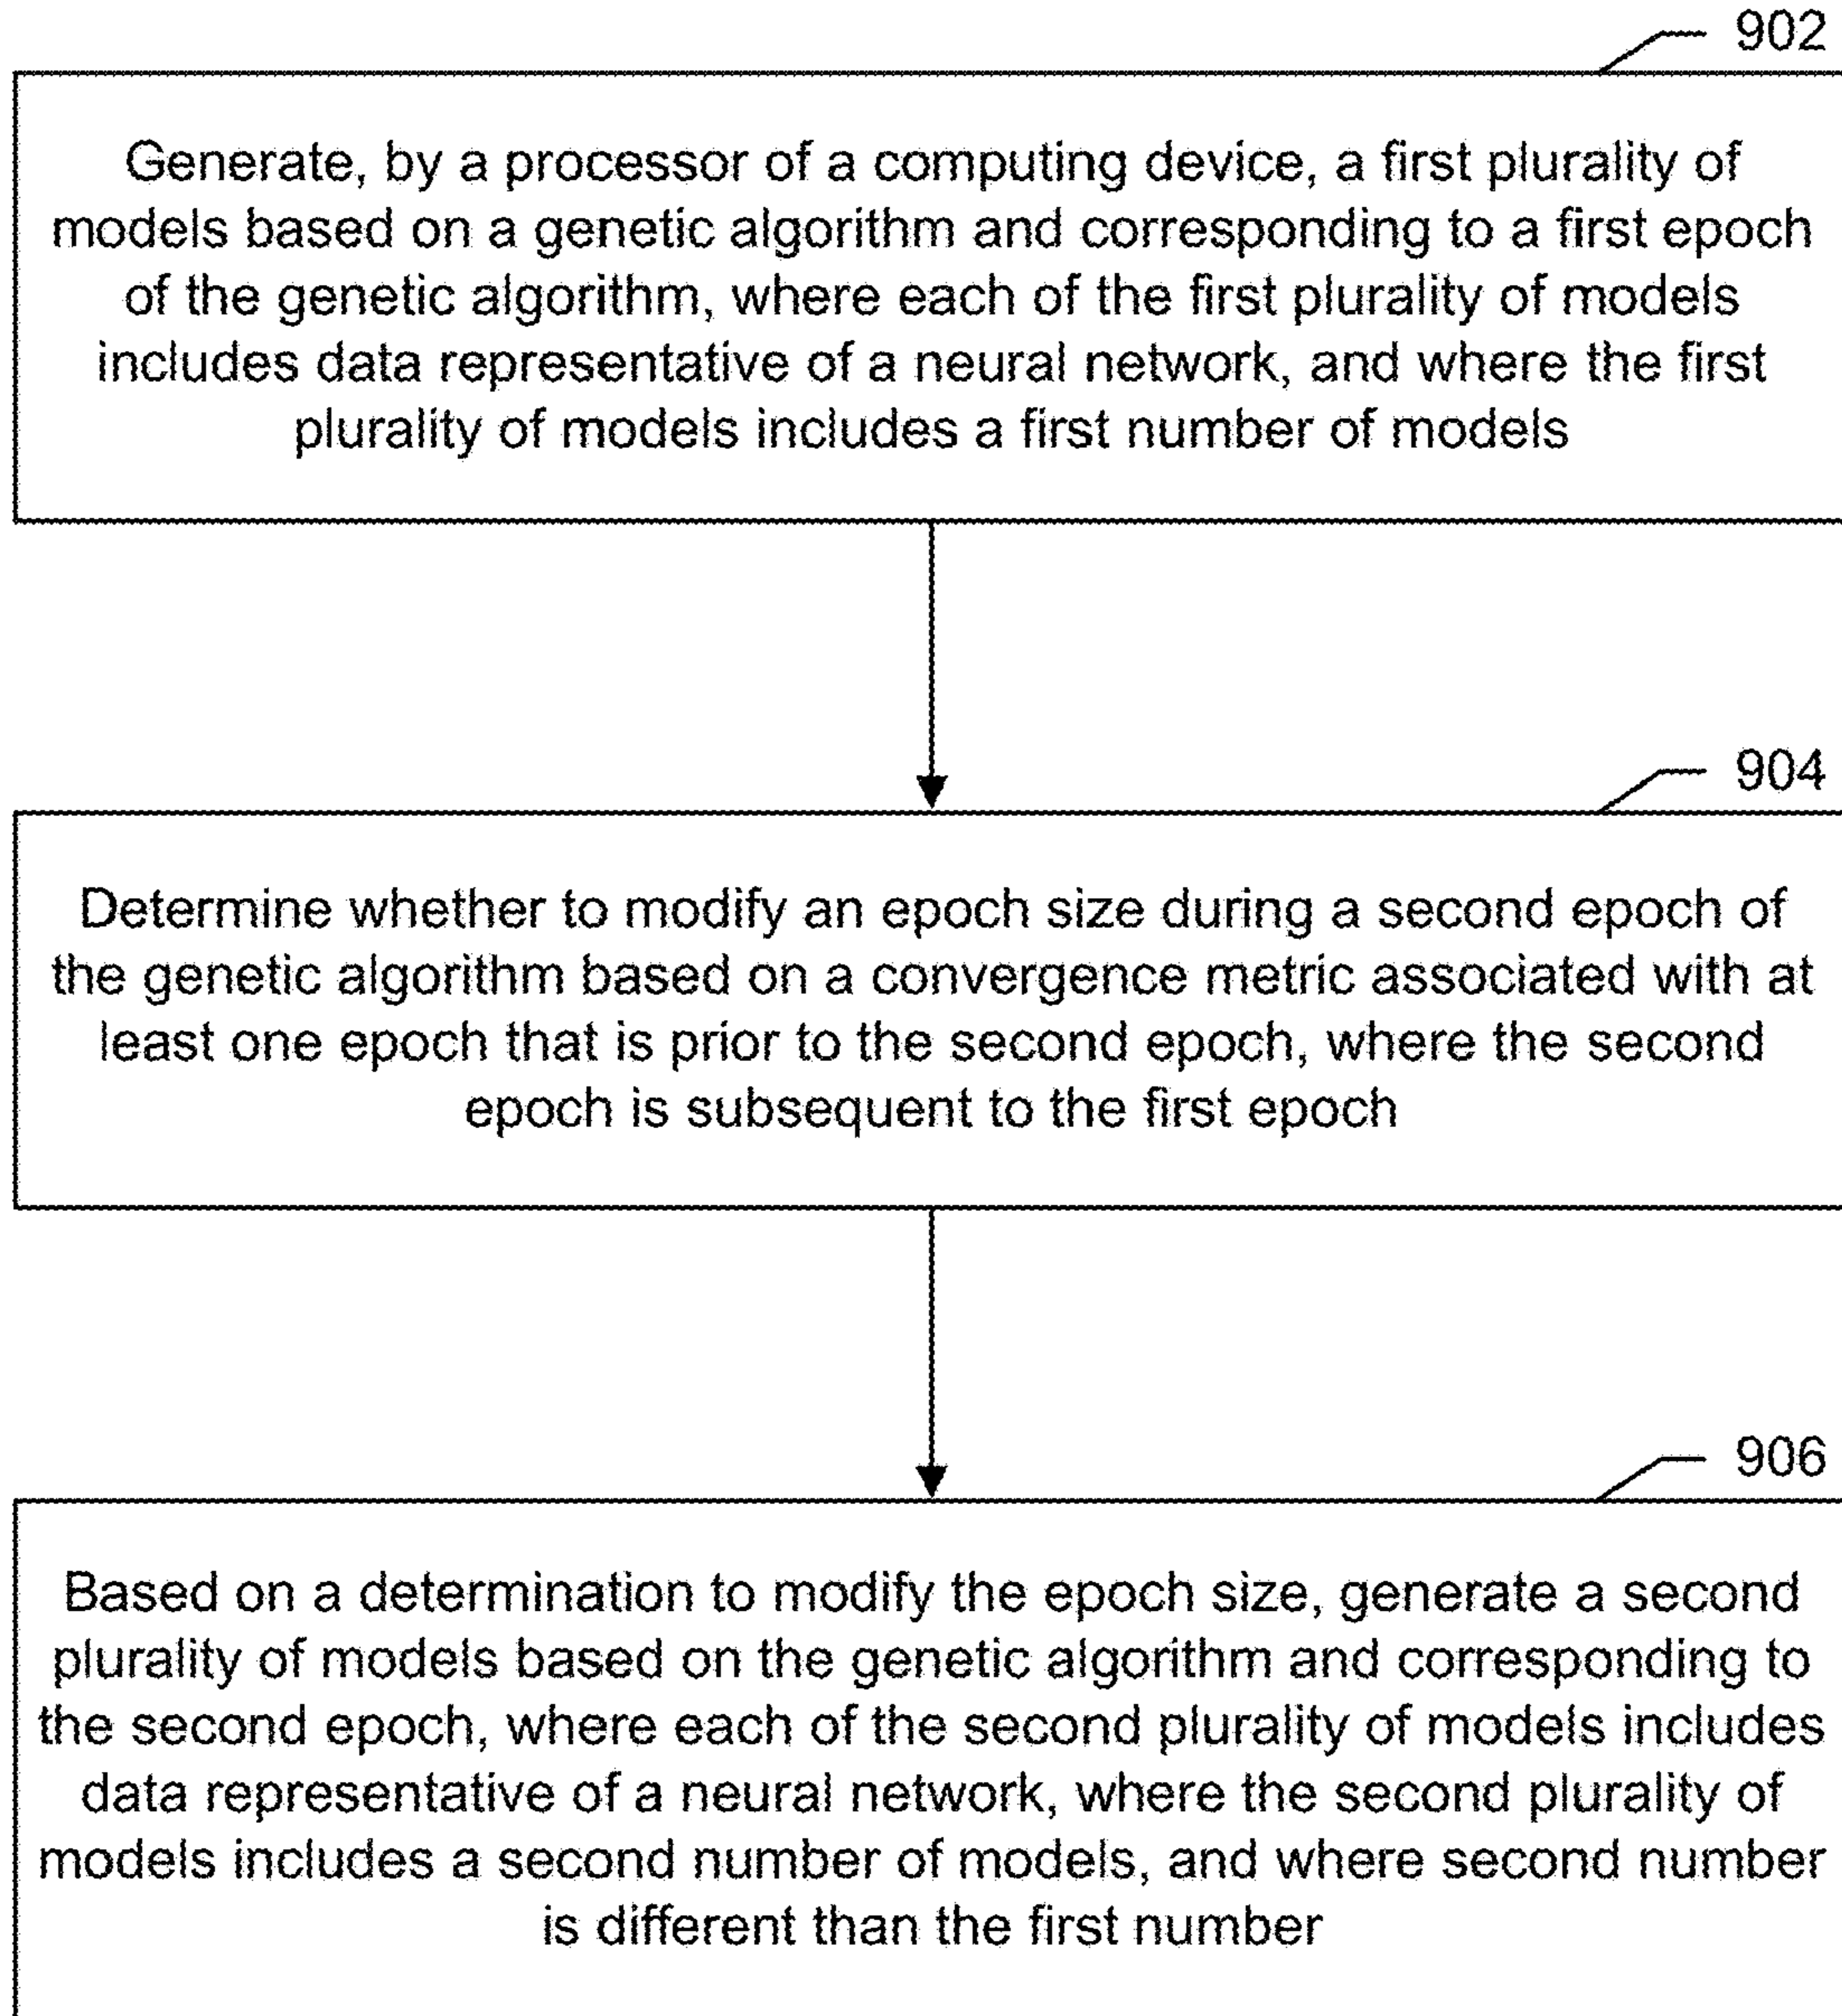 902
Generate, by a processor of a computing device, a first plurality of
models based on a genetic algorithm and corresponding to a first epoch
of the genetic algorithm, where each of the first plurality of models
includes data representative of a neural network, and where the first
plurality of models includes a first number of models
904
Determine whether to modify an epoch size during a second epoch of
the genetic algorithm based on a convergence metric associated with at
least one epoch that is prior to the second epoch, where the second
epoch is subsequent to the first epoch
906
Based on a determination to modify the epoch size, generate a second
plurality of models based on the genetic algorithm and corresponding to
the second epoch, where each of the second plurality of models includes
data representative of a neural network, where the second plurality of
models includes a second number of models, and where second number
is different than the first number